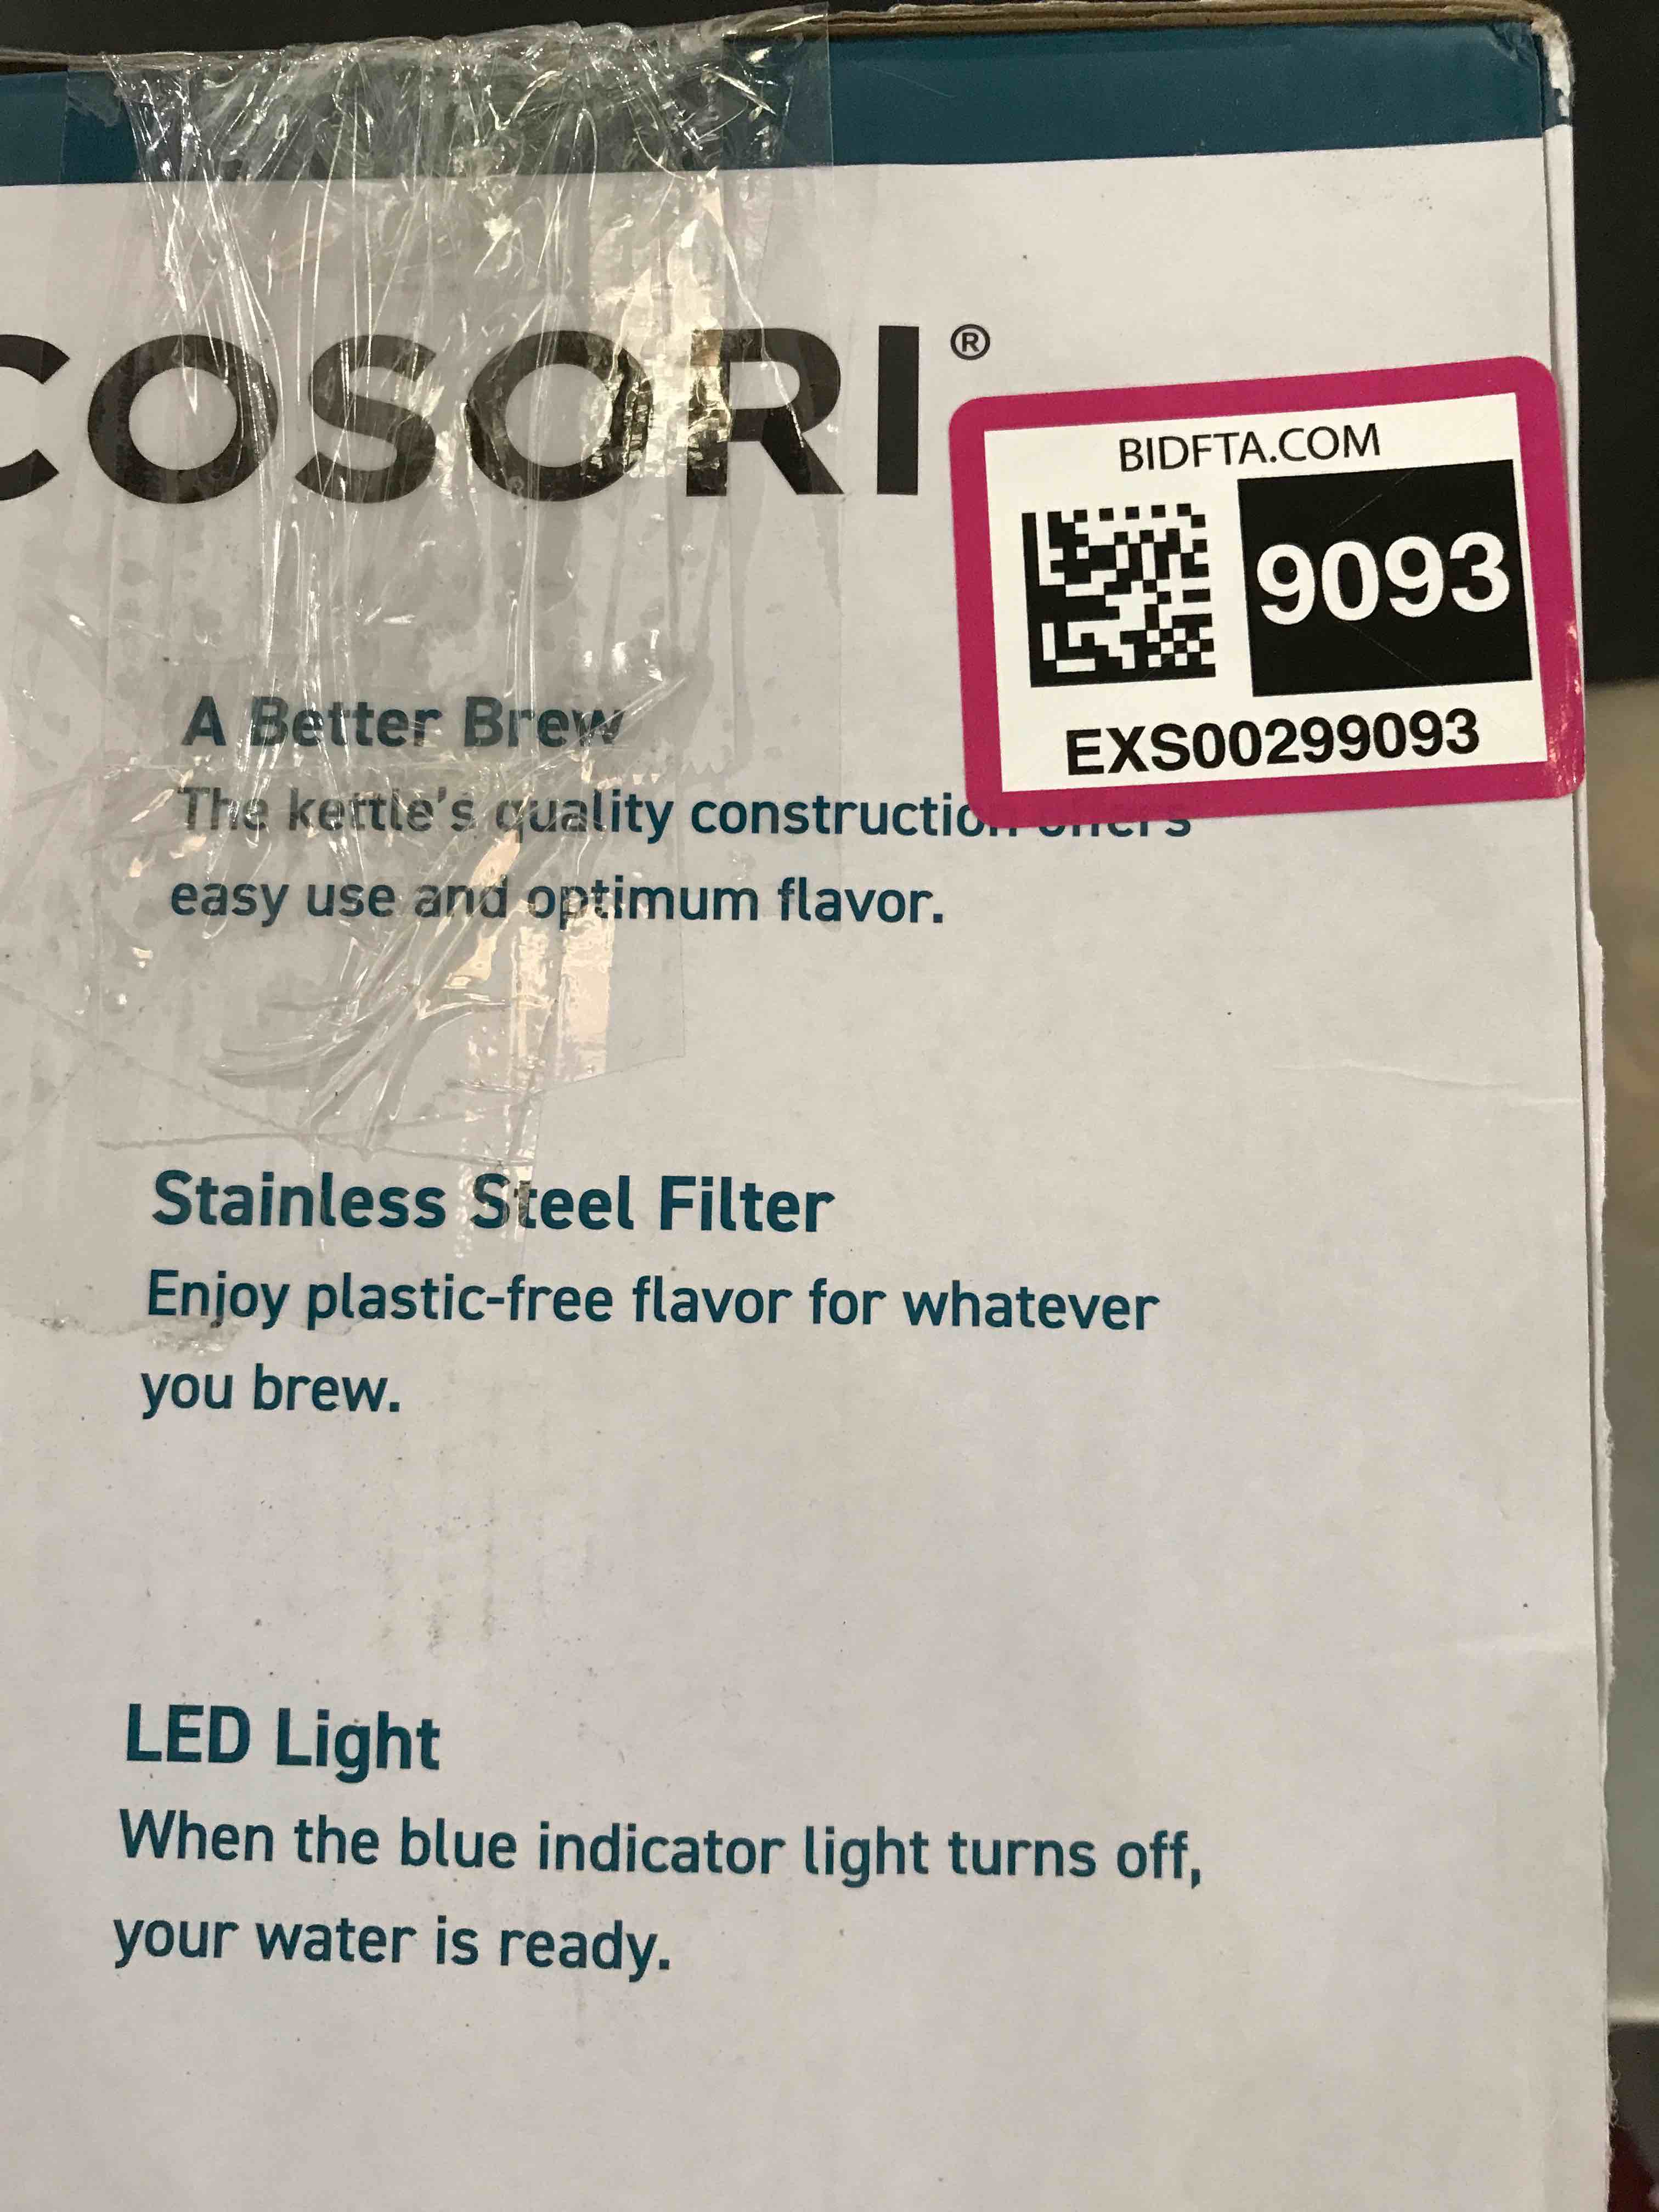 COSORI®
BIDFTA.COM
9093
EXS00299093
A Better Brew
The kettle's quality construction offers
easy use and optimum flavor.
Stainless Steel Filter
Enjoy plastic-free flavor for whatever
you brew.
LED Light
When the blue indicator light turns off,
your water is ready.